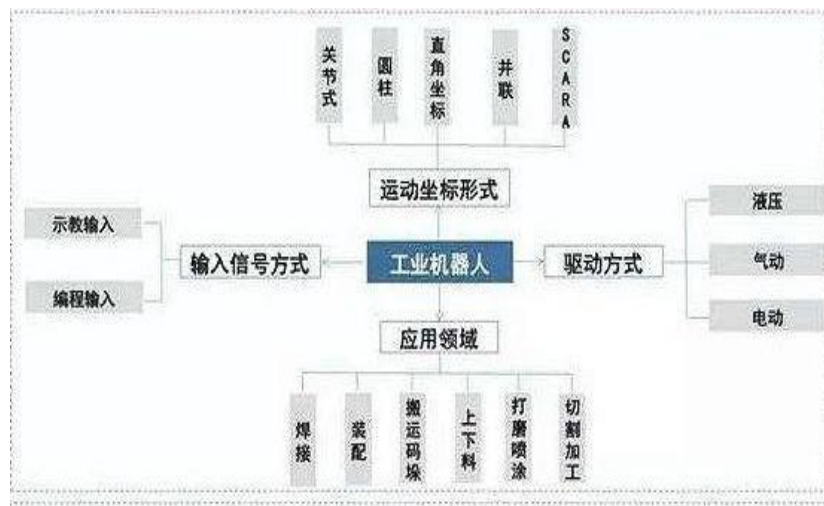 关节式
圆柱
直角坐标
并联
SCARA
运动坐标形式
示教输入
编程输入
输入信号方式
工业机器人
驱动方式
液压
气动
电动
应用领域
焊接
装配
搬运码垛
上下料
打磨喷涂
切割加工